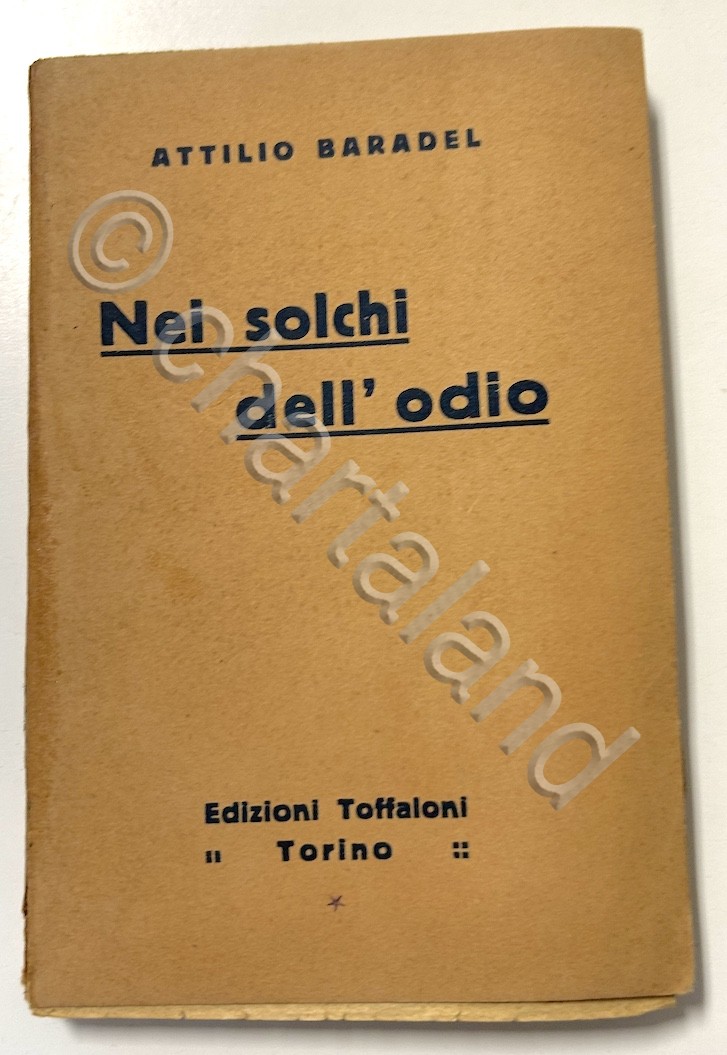 ATTILIO BARADEL
Nei solchi
dell' odio
© chartaland
Edizioni Toffaloni
:: Torino ::